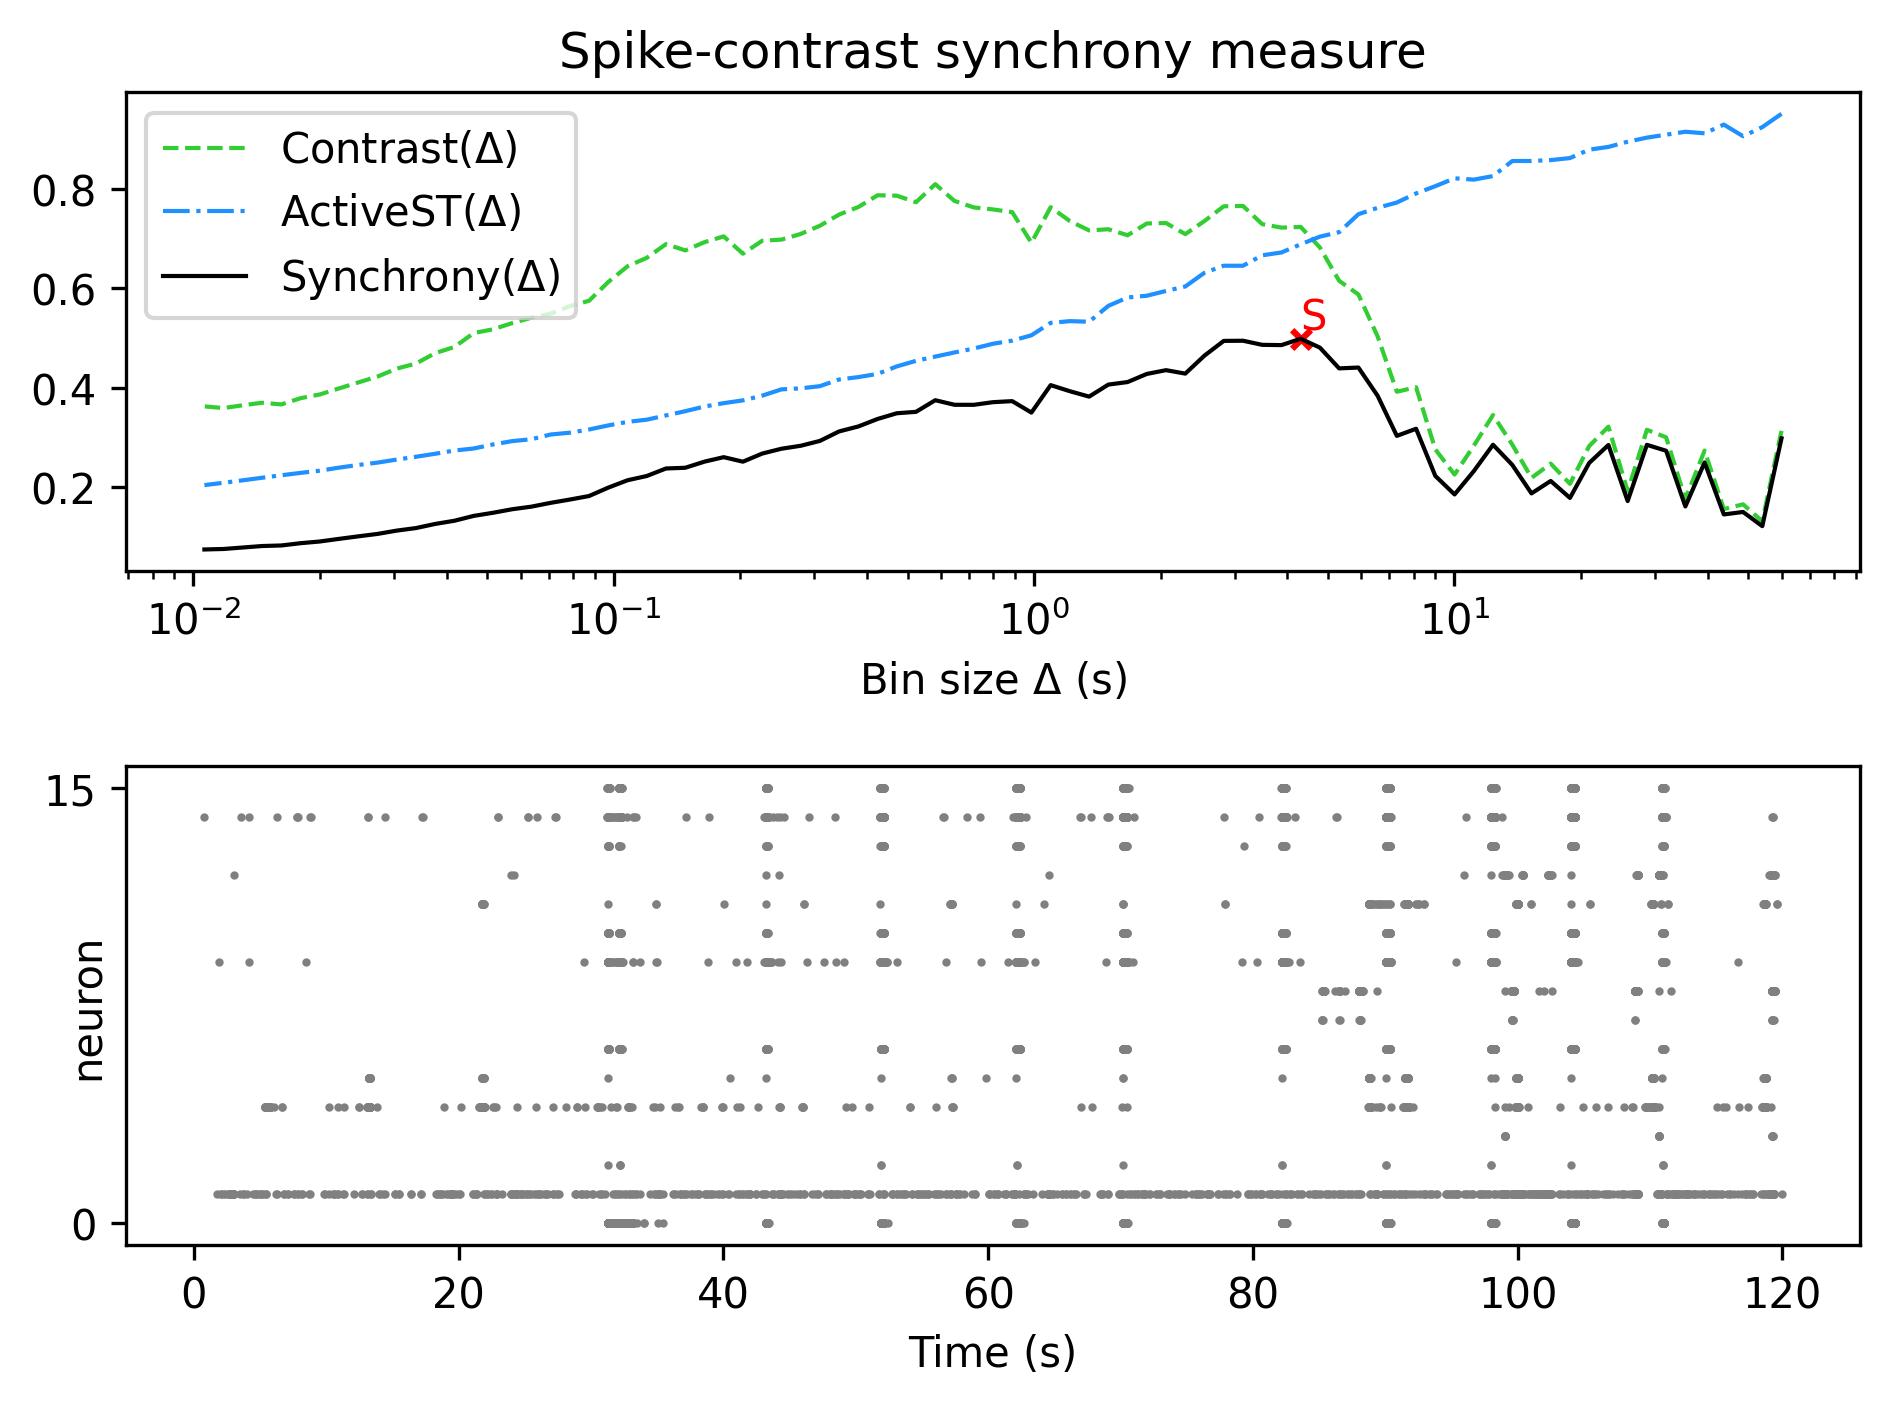 Spike-contrast synchrony measure
Contrast(Δ)
ActiveST(Δ)
Synchrony(Δ)
S
0.8
0.6
0.4
0.2
10⁻² 10⁻¹ 10⁰ 10¹
Bin size Δ (s)
neuron
15
0
0 20 40 60 80 100 120
Time (s)